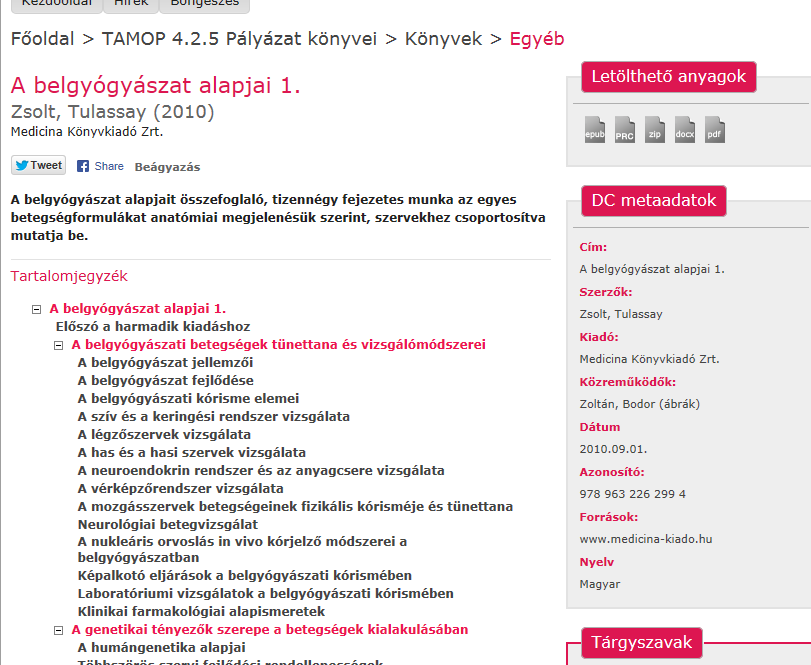 Kezdőoldal Hírek Böngészés
Főoldal > TAMOP 4.2.5 Pályázat könyvei > Könyvek > Egyéb
A belgyógyászat alapjai 1.
Zsolt, Tulassay (2010)
Medicina Könyvkiadó Zrt.
Tweet Share Beágyazás
A belgyógyászat alapjait összefoglaló, tizennégy fejezetes munka az egyes
betegségformulákat anatómiai megjelenésük szerint, szervekhez csoportosítva
mutatja be.
Tartalomjegyzék
A belgyógyászat alapjai 1.
Előszó a harmadik kiadáshoz
A belgyógyászati betegségek tünettana és vizsgálómódszerei
A belgyógyászat jellemzői
A belgyógyászat fejlődése
A belgyógyászati kórisme elemei
A szív és a keringési rendszer vizsgálata
A légzőszervek vizsgálata
A has és a hasi szervek vizsgálata
A neuroendokrin rendszer és az anyagcsere vizsgálata
A vérképzőrendszer vizsgálata
A mozgásszervek betegségeinek fizikális kórisméje és tünettana
Neurológiai betegvizsgálat
A nukleáris orvoslás in vivo kórjelző módszerei a
belgyógyászatban
Képalkotó eljárások a belgyógyászati kórismében
Laboratóriumi vizsgálatok a belgyógyászati kórismében
Klinikai farmakológiai alapismeretek
A genetikai tényezők szerepe a betegségek kialakulásában
A humángenetika alapjai
Többszörös szervi fejlődési rendellenességek
Letölthető anyagok
epub PRC zip docx pdf
DC metaadatok
Cím:
A belgyógyászat alapjai 1.
Szerzők:
Zsolt, Tulassay
Kiadó:
Medicina Könyvkiadó Zrt.
Közreműködők:
Zoltán, Bodor (ábrák)
Dátum
2010.09.01.
Azonosító:
978 963 226 299 4
Források:
www.medicina-kiado.hu
Nyelv
Magyar
Tárgyszavak